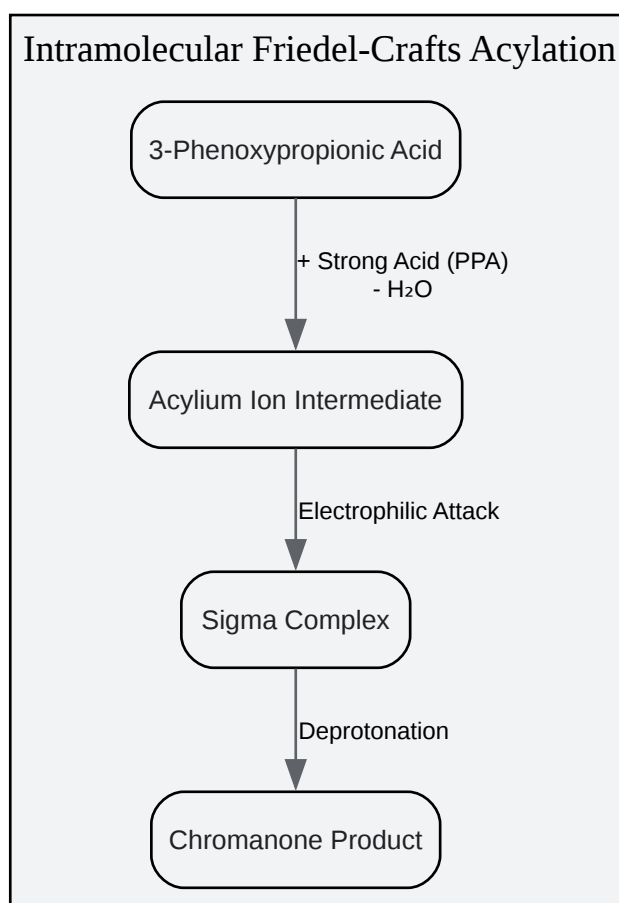 Intramolecular Friedel-Crafts Acylation
3-Phenoxypropionic Acid
+ Strong Acid (PPA)
- H₂O
Acylium Ion Intermediate
Electrophilic Attack
Sigma Complex
Deprotonation
Chromanone Product